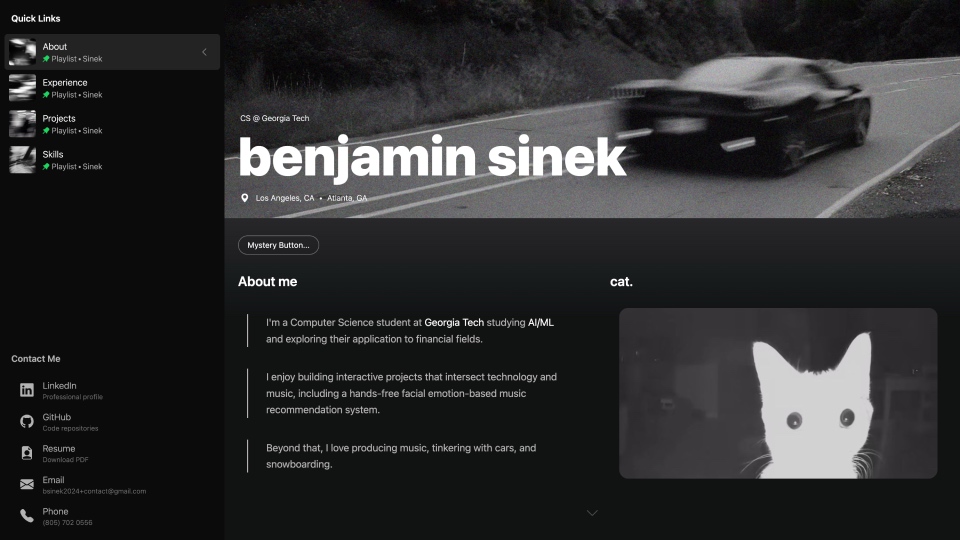 Quick Links
About
Playlist • Sinek
Experience
Playlist • Sinek
Projects
Playlist • Sinek
Skills
Playlist • Sinek
Contact Me
LinkedIn
Professional profile
GitHub
Code repositories
Resume
Download PDF
Email
bsinek2024+contact@gmail.com
Phone
(805) 702 0556
CS @ Georgia Tech
benjamin sinek
Los Angeles, CA • Atlanta, GA
Mystery Button...
About me
I'm a Computer Science student at Georgia Tech studying AI/ML
and exploring their application to financial fields.
I enjoy building interactive projects that intersect technology and
music, including a hands-free facial emotion-based music
recommendation system.
Beyond that, I love producing music, tinkering with cars, and
snowboarding.
cat.